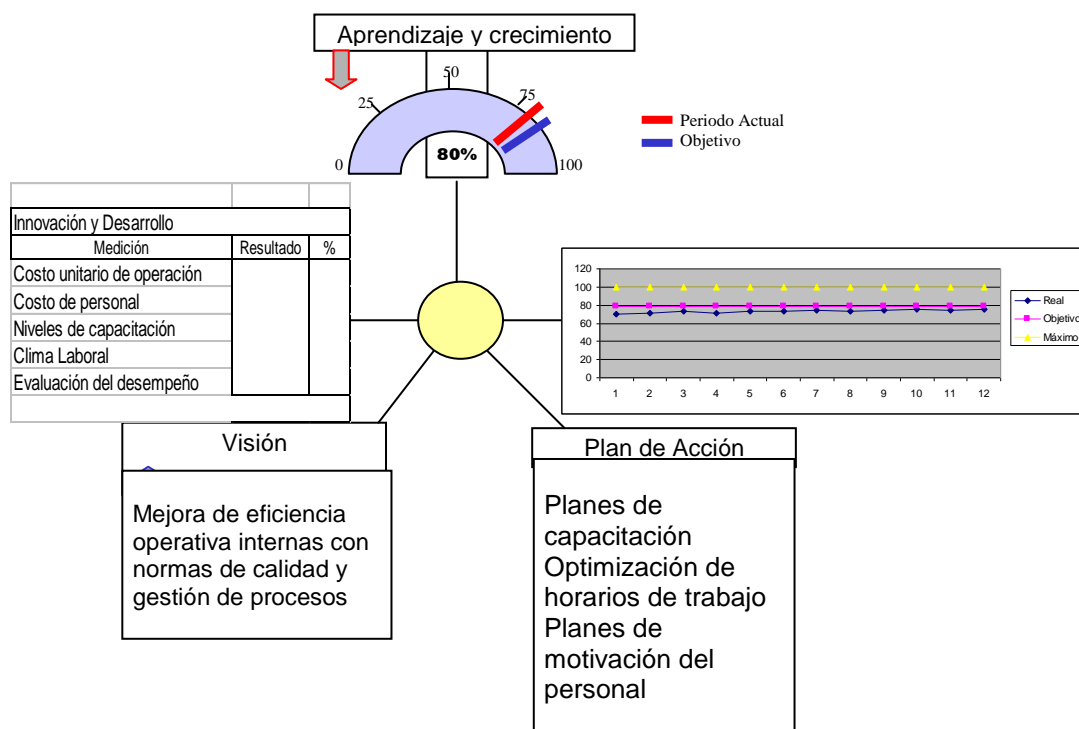 Aprendizaje y crecimiento
50
25
75
0
80%
100
Periodo Actual
Objetivo
Innovación y Desarrollo
Medición Resultado %
Costo unitario de operación
Costo de personal
Niveles de capacitación
Clima Laboral
Evaluación del desempeño
120
100
80
60
40
20
0
1 2 3 4 5 6 7 8 9 10 11 12
Real
Objetivo
Máximo
Visión
Mejora de eficiencia
operativa internas con
normas de calidad y
gestión de procesos
Plan de Acción
Planes de
capacitación
Optimización de
horarios de trabajo
Planes de
motivación del
personal